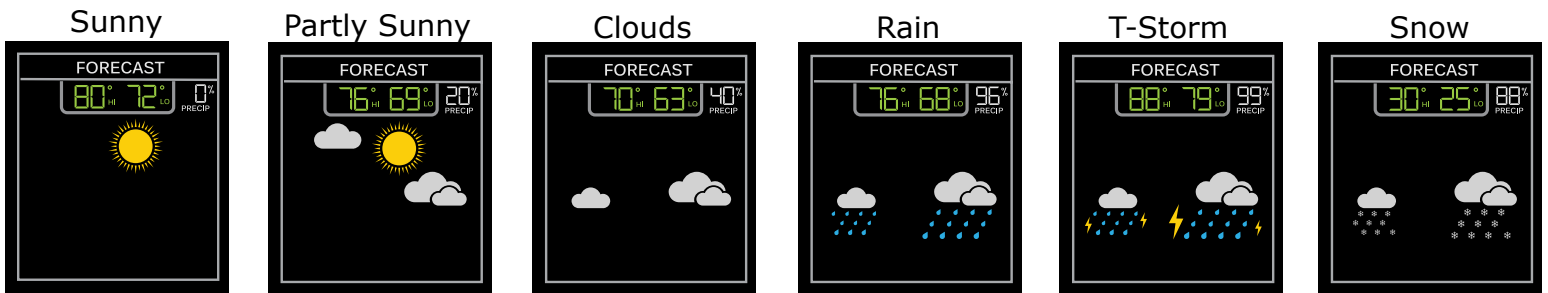 Sunny
FORECAST
80° HI 72° LO 0%
PRECIP
Partly Sunny
FORECAST
76° HI 69° LO 20%
PRECIP
Clouds
FORECAST
70° HI 63° LO 40%
PRECIP
Rain
FORECAST
76° HI 68° LO 96%
PRECIP
T-Storm
FORECAST
88° HI 79° LO 99%
PRECIP
Snow
FORECAST
30° HI 25° LO 88%
PRECIP